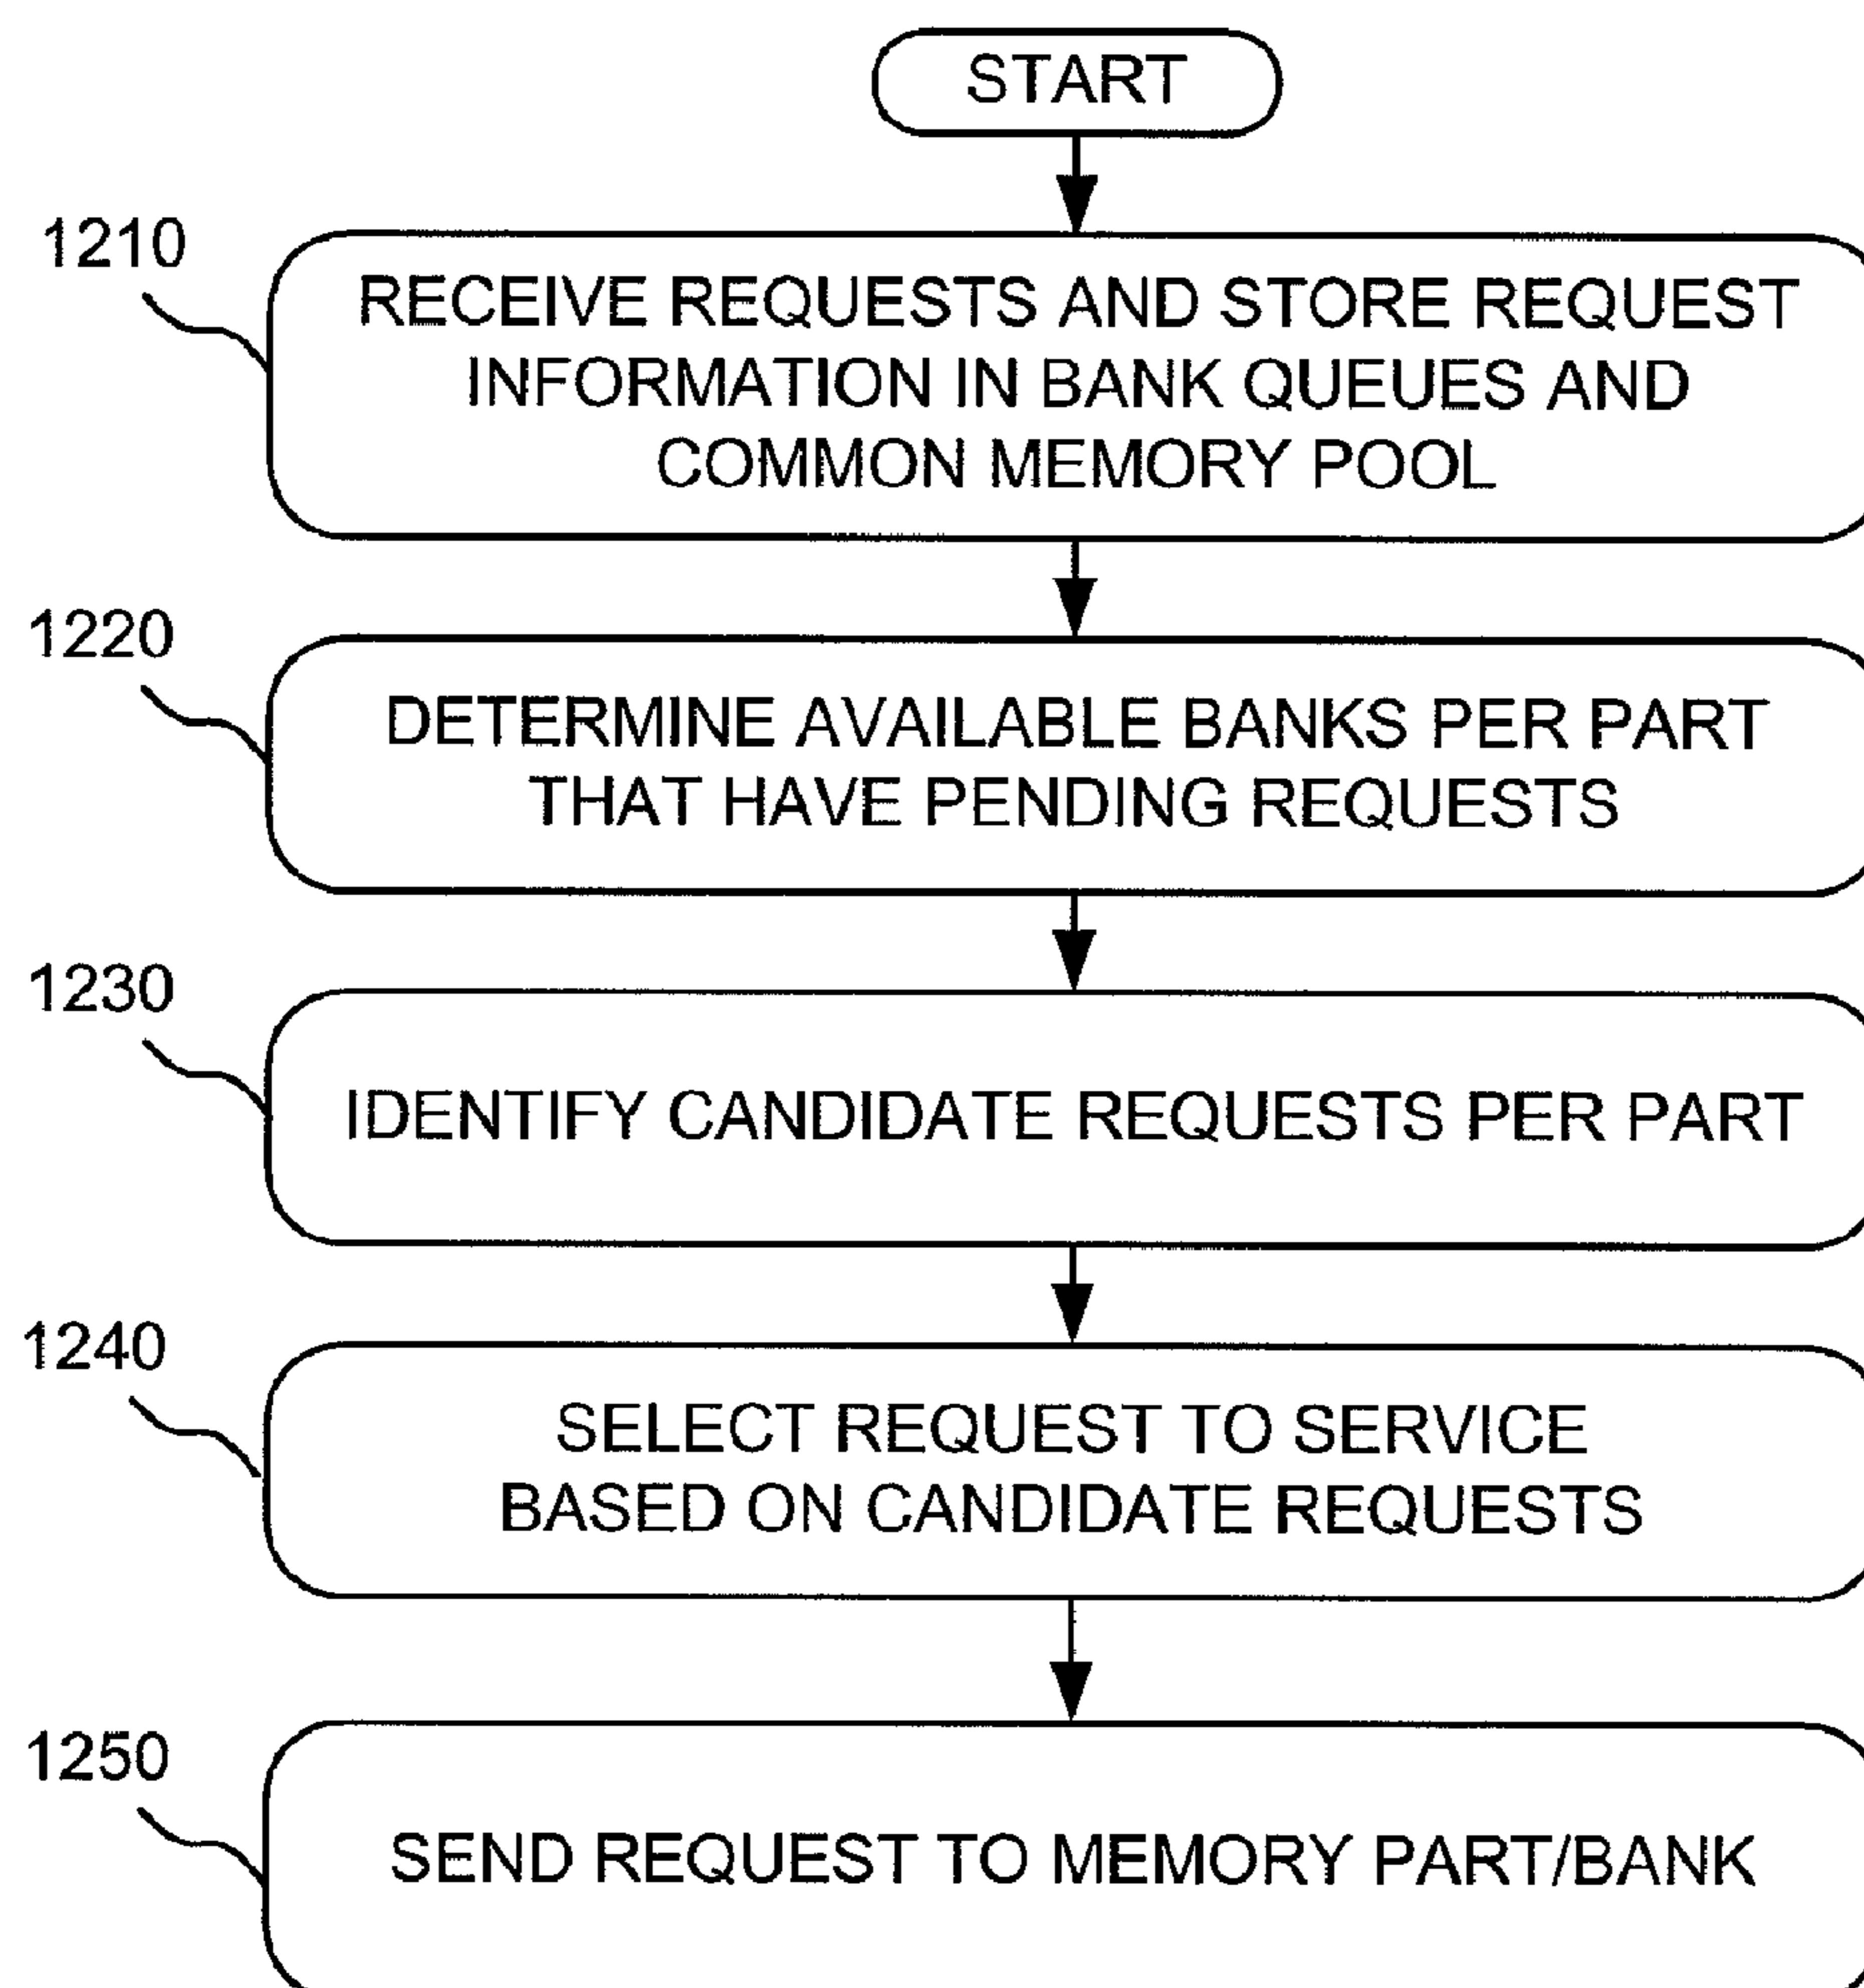 START
1210
RECEIVE REQUESTS AND STORE REQUEST
INFORMATION IN BANK QUEUES AND
COMMON MEMORY POOL
1220
DETERMINE AVAILABLE BANKS PER PART
THAT HAVE PENDING REQUESTS
1230
IDENTIFY CANDIDATE REQUESTS PER PART
1240
SELECT REQUEST TO SERVICE
BASED ON CANDIDATE REQUESTS
1250
SEND REQUEST TO MEMORY PART/BANK